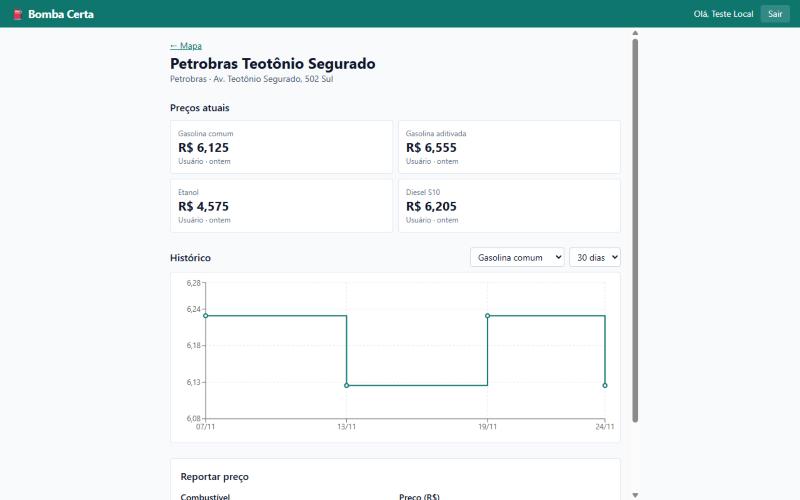 Bomba Certa
Olá, Teste Local
Sair
← Mapa
Petrobras Teotônio Segurado
Petrobras · Av. Teotônio Segurado, 502 Sul
Preços atuais
Gasolina comum
R$ 6,125
Usuário · ontem
Gasolina aditivada
R$ 6,555
Usuário · ontem
Etanol
R$ 4,575
Usuário · ontem
Diesel S10
R$ 6,205
Usuário · ontem
Histórico
Gasolina comum
30 dias
6,28
6,24
6,18
6,13
6,08
07/11
13/11
19/11
24/11
Reportar preço
Combustível
Preço (R$)